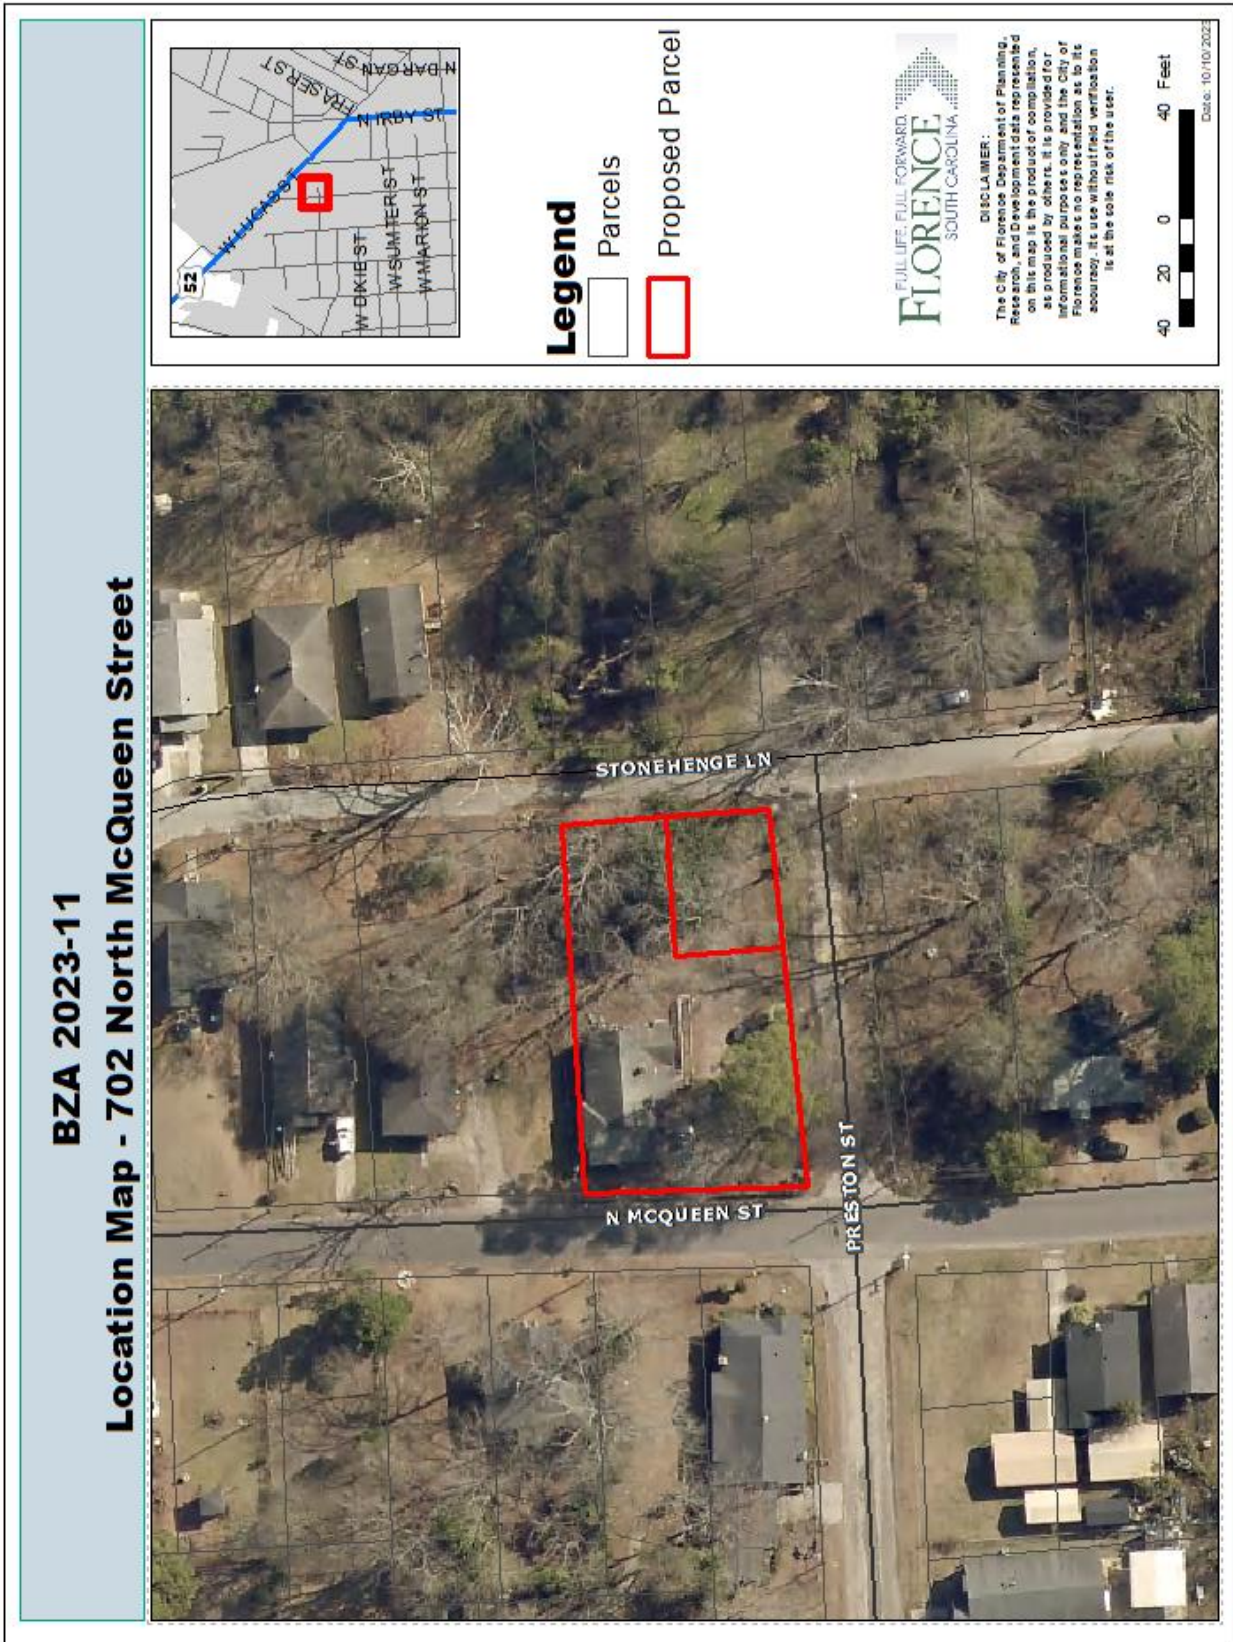 BZA 2023-11
Location Map - 702 North McQueen Street
STONEHENGE LN
N MCQUEEN ST
PRESTON ST
52
W LUCAS ST
FRASER ST
ST
N DARGAN
N IRBY ST
W DIXIE ST
W SUMTER ST
W MARION ST
Legend
Parcels
Proposed Parcel
FULL LIFE. FULL FORWARD.
FLORENCE
SOUTH CAROLINA
DISCLAIMER:
The City of Florence Deparment of Planning,
Research, and Development data represented
on this map is the product of compilation,
as produced by others. It is provided for
informational purposes only and the City of
Florence makes no representation as to its
accuracy. Its use without field verification
is at the sole risk of the user.
40 20 0 40 Feet
Date: 10/10/2023